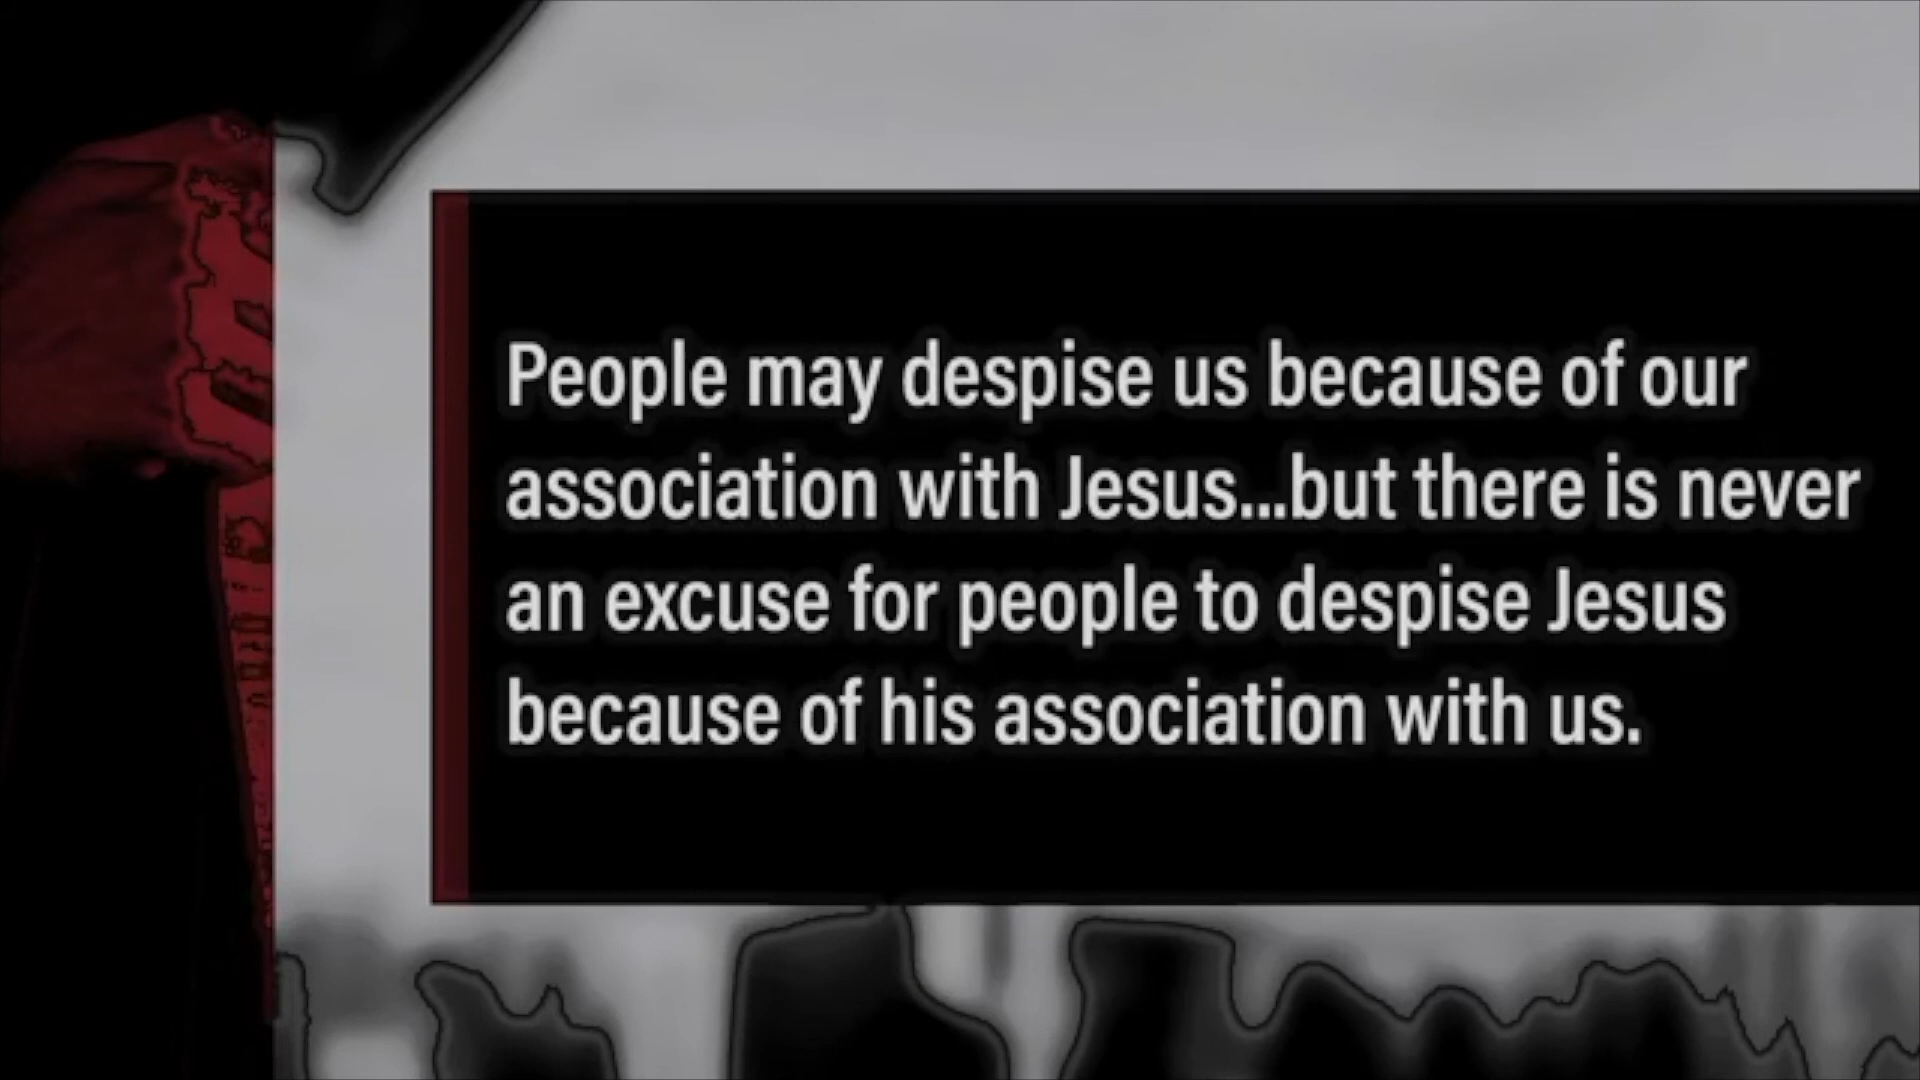 People may despise us because of our
association with Jesus...but there is never
an excuse for people to despise Jesus
because of his association with us.